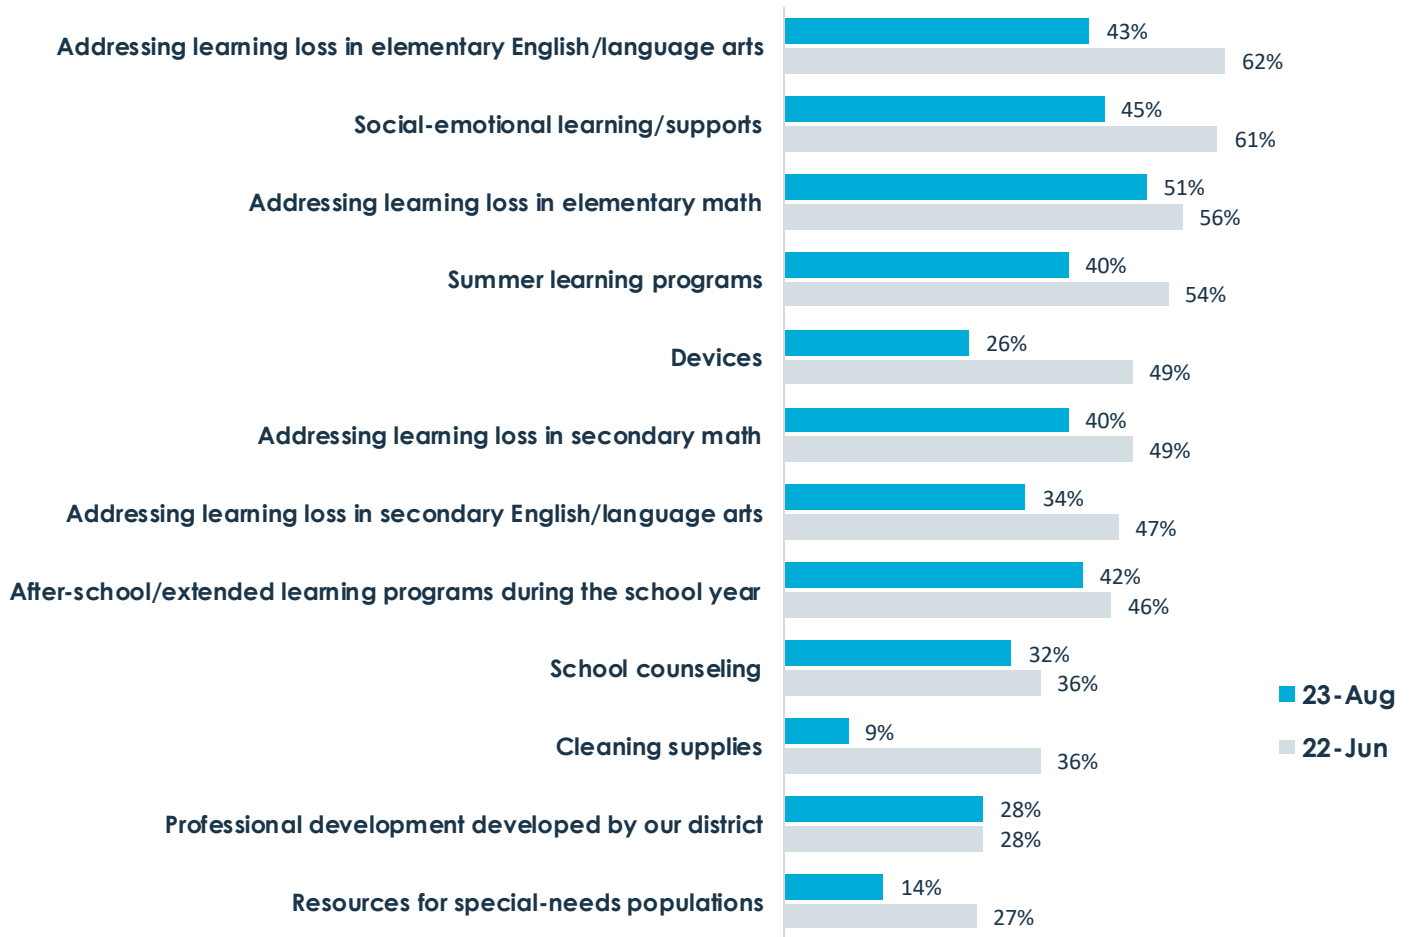 Addressing learning loss in elementary English/language arts
43%
62%
Social-emotional learning/supports
45%
61%
Addressing learning loss in elementary math
51%
56%
Summer learning programs
40%
54%
Devices
26%
49%
Addressing learning loss in secondary math
40%
49%
Addressing learning loss in secondary English/language arts
34%
47%
After-school/extended learning programs during the school year
42%
46%
School counseling
32%
36%
Cleaning supplies
9%
36%
Professional development developed by our district
28%
28%
Resources for special-needs populations
14%
27%
23-Aug
22-Jun